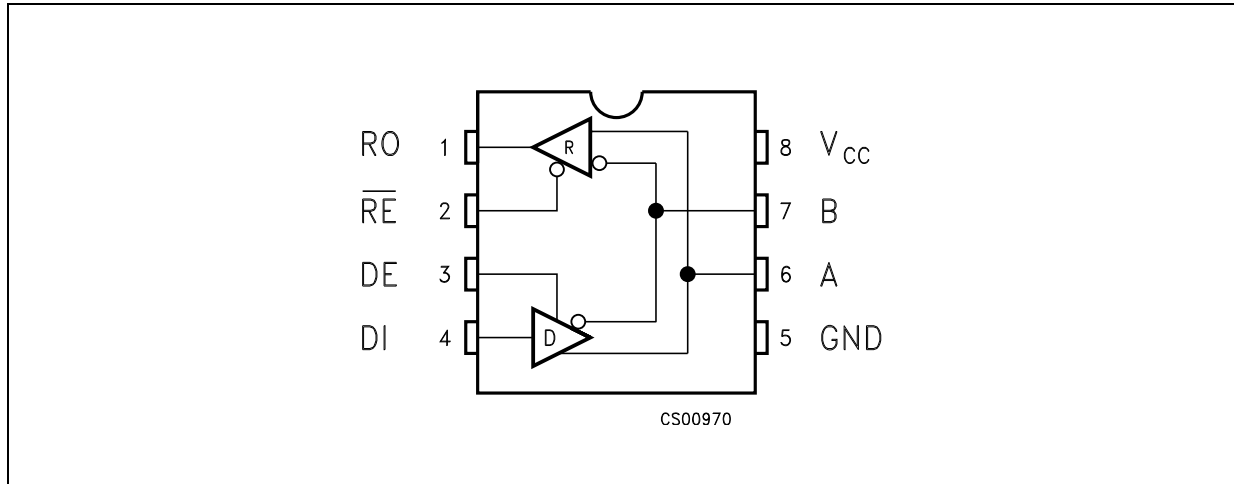 RO 1 R 8 VCC
RE 2 7 B
DE 3 6 A
DI 4 D 5 GND
CS00970